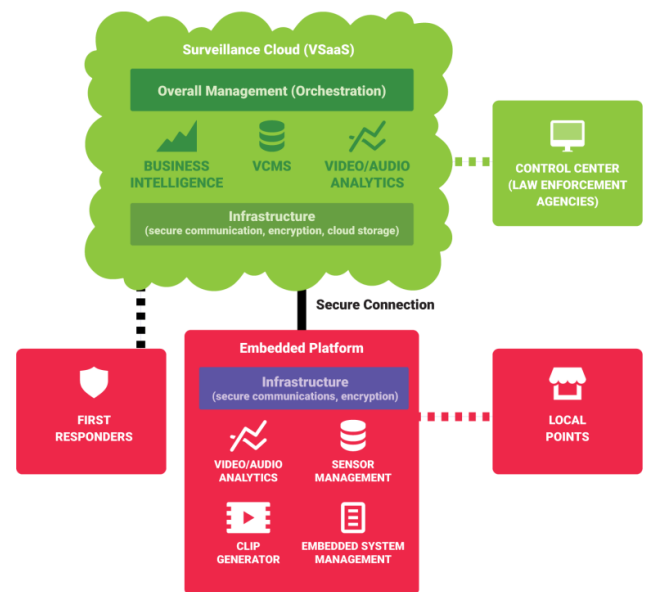 Surveillance Cloud (VSaaS)
Overall Management (Orchestration)
BUSINESS
INTELLIGENCE
VCMS
VIDEO/AUDIO
ANALYTICS
Infrastructure
(secure communication, encryption, cloud storage)
CONTROL CENTER
(LAW ENFORCEMENT
AGENCIES)
Secure Connection
FIRST
RESPONDERS
Embedded Platform
Infrastructure
(secure communications, encryption)
VIDEO/AUDIO
ANALYTICS
SENSOR
MANAGEMENT
CLIP
GENERATOR
EMBEDDED SYSTEM
MANAGEMENT
LOCAL
POINTS